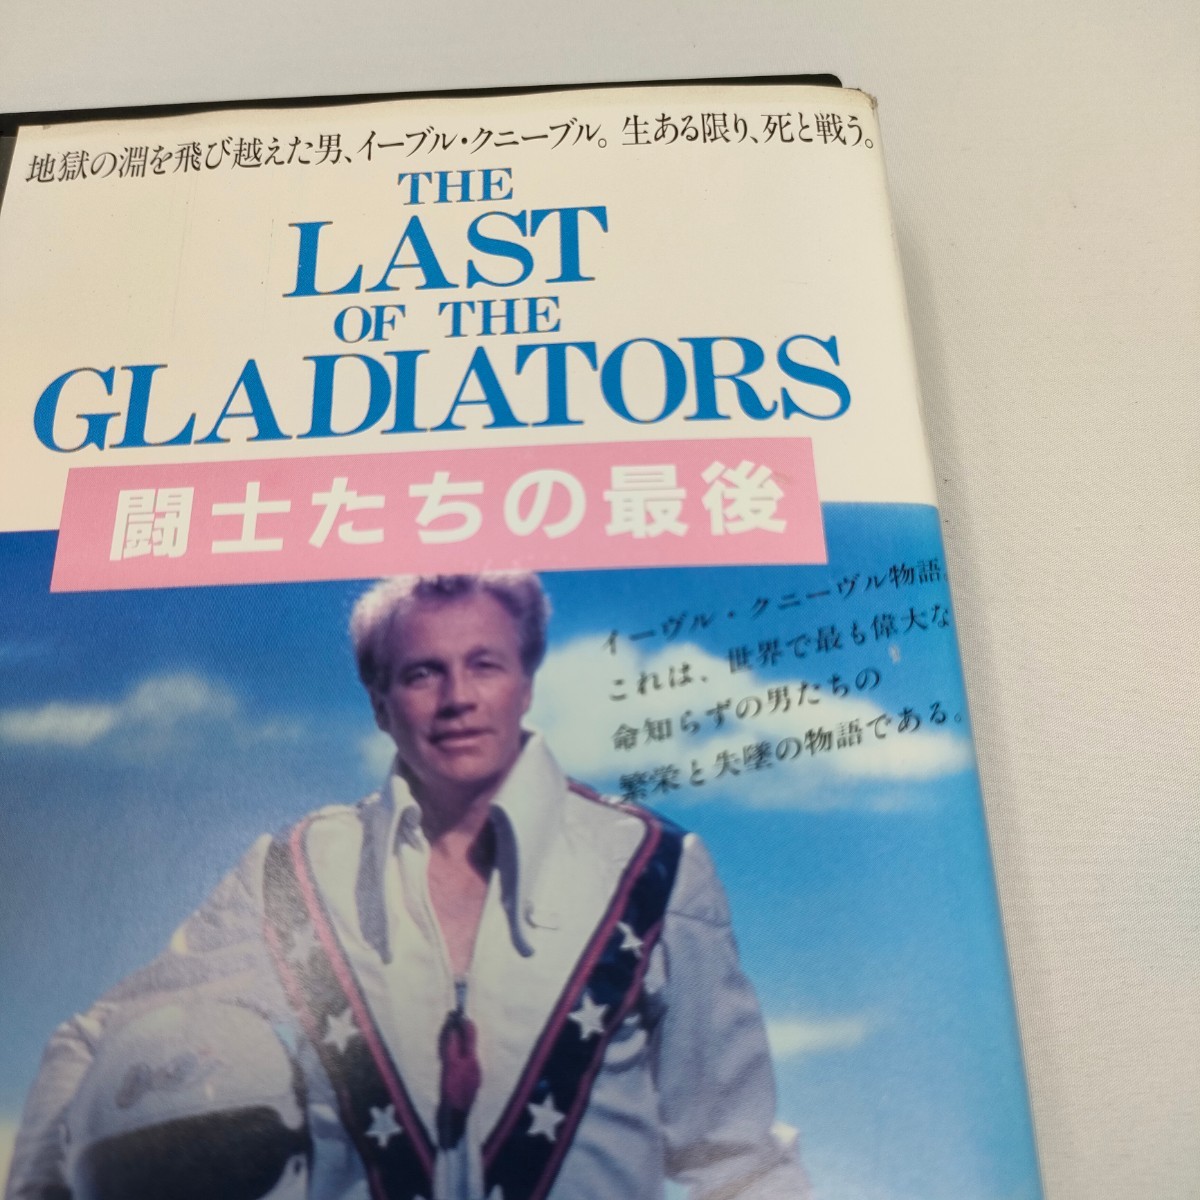 地獄の淵を飛び越えた男、イーブル・クニーブル。生ある限り、死と戦う。
THE
LAST
OF THE
GLADIATORS
闘士たちの最後
イーヴル・クニーヴル物語。
これは、世界で最も偉大な
命知らずの男たちの
繁栄と失墜の物語である。